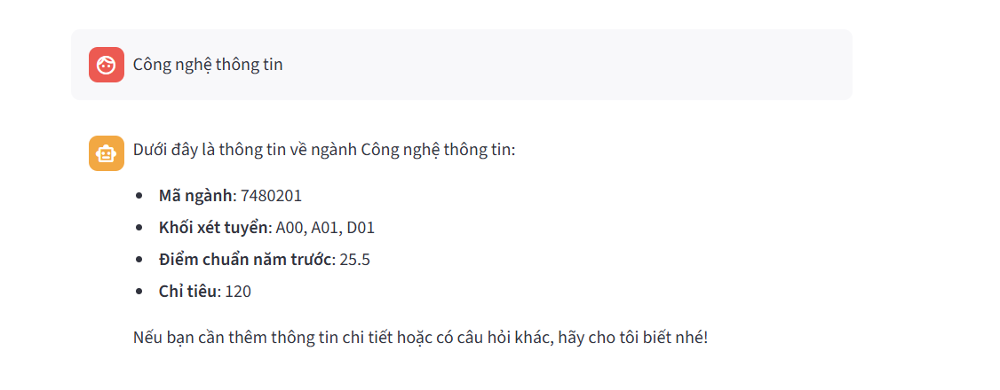 Công nghệ thông tin
Dưới đây là thông tin về ngành Công nghệ thông tin:
• Mã ngành: 7480201
• Khối xét tuyển: A00, A01, D01
• Điểm chuẩn năm trước: 25.5
• Chỉ tiêu: 120
Nếu bạn cần thêm thông tin chi tiết hoặc có câu hỏi khác, hãy cho tôi biết nhé!